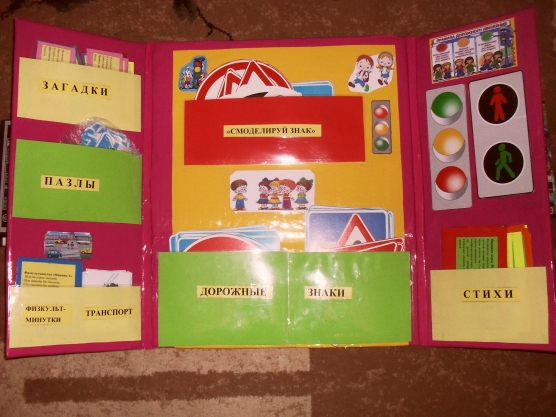 ЗАГАДКИ
ПАЗЛЫ
ФИЗКУЛЬТ-
МИНУТКИ
ТРАНСПОРТ
«СМОДЕЛИРУЙ ЗНАК»
ДОРОЖНЫЕ
ЗНАКИ
СТИХИ